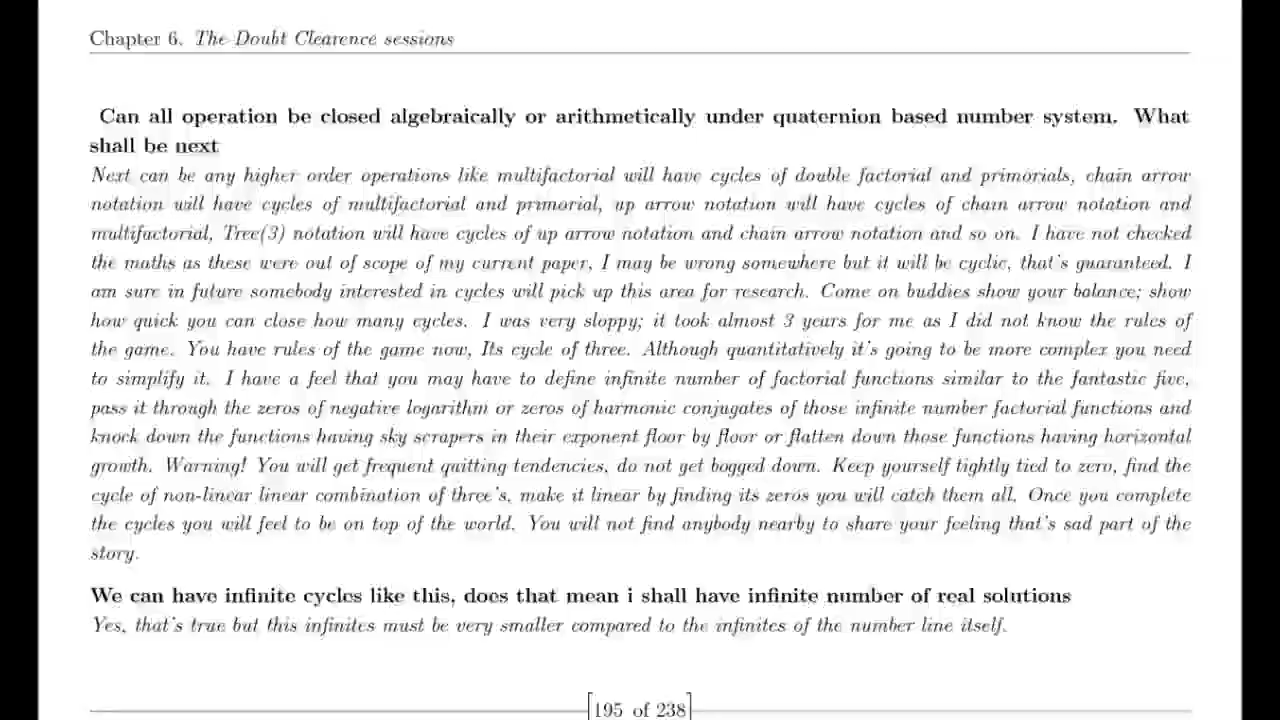 Chapter 6. The Doubt Clearence sessions
Can all operation be closed algebraically or arithmetically under quaternion based number system. What
shall be next
Next can be any higher order operations like multifactorial will have cycles of double factorial and primorials, chain arrow
notation will have cycles of multifactorial and primorial, up arrow notation will have cycles of chain arrow notation and
multifactorial, Tree(3) notation will have cycles of up arrow notation and chain arrow notation and so on. I have not checked
the maths as these were out of scope of my current paper, I may be wrong somewhere but it will be cyclic, that's guaranteed. I
am sure in future somebody interested in cycles will pick up this area for research. Come on buddies show your balance; show
how quick you can close how many cycles. I was very sloppy; it took almost 3 years for me as I did not know the rules of
the game. You have rules of the game now, Its cycle of three. Although quantitatively it's going to be more complex you need
to simplify it. I have a feel that you may have to define infinite number of factorial functions similar to the fantastic five,
pass it through the zeros of negative logarithm or zeros of harmonic conjugates of those infinite number factorial functions and
knock down the functions having sky scrapers in their exponent floor by floor or flatten down those functions having horizontal
growth. Warning! You will get frequent quitting tendencies, do not get bogged down. Keep yourself tightly tied to zero, find the
cycle of non-linear linear combination of three's, make it linear by finding its zeros you will catch them all. Once you complete
the cycles you will feel to be on top of the world. You will not find anybody nearby to share your feeling that's sad part of the
story.
We can have infinite cycles like this, does that mean i shall have infinite number of real solutions
Yes, that's true but this infinites must be very smaller compared to the infinites of the number line itself.
[195 of 238]